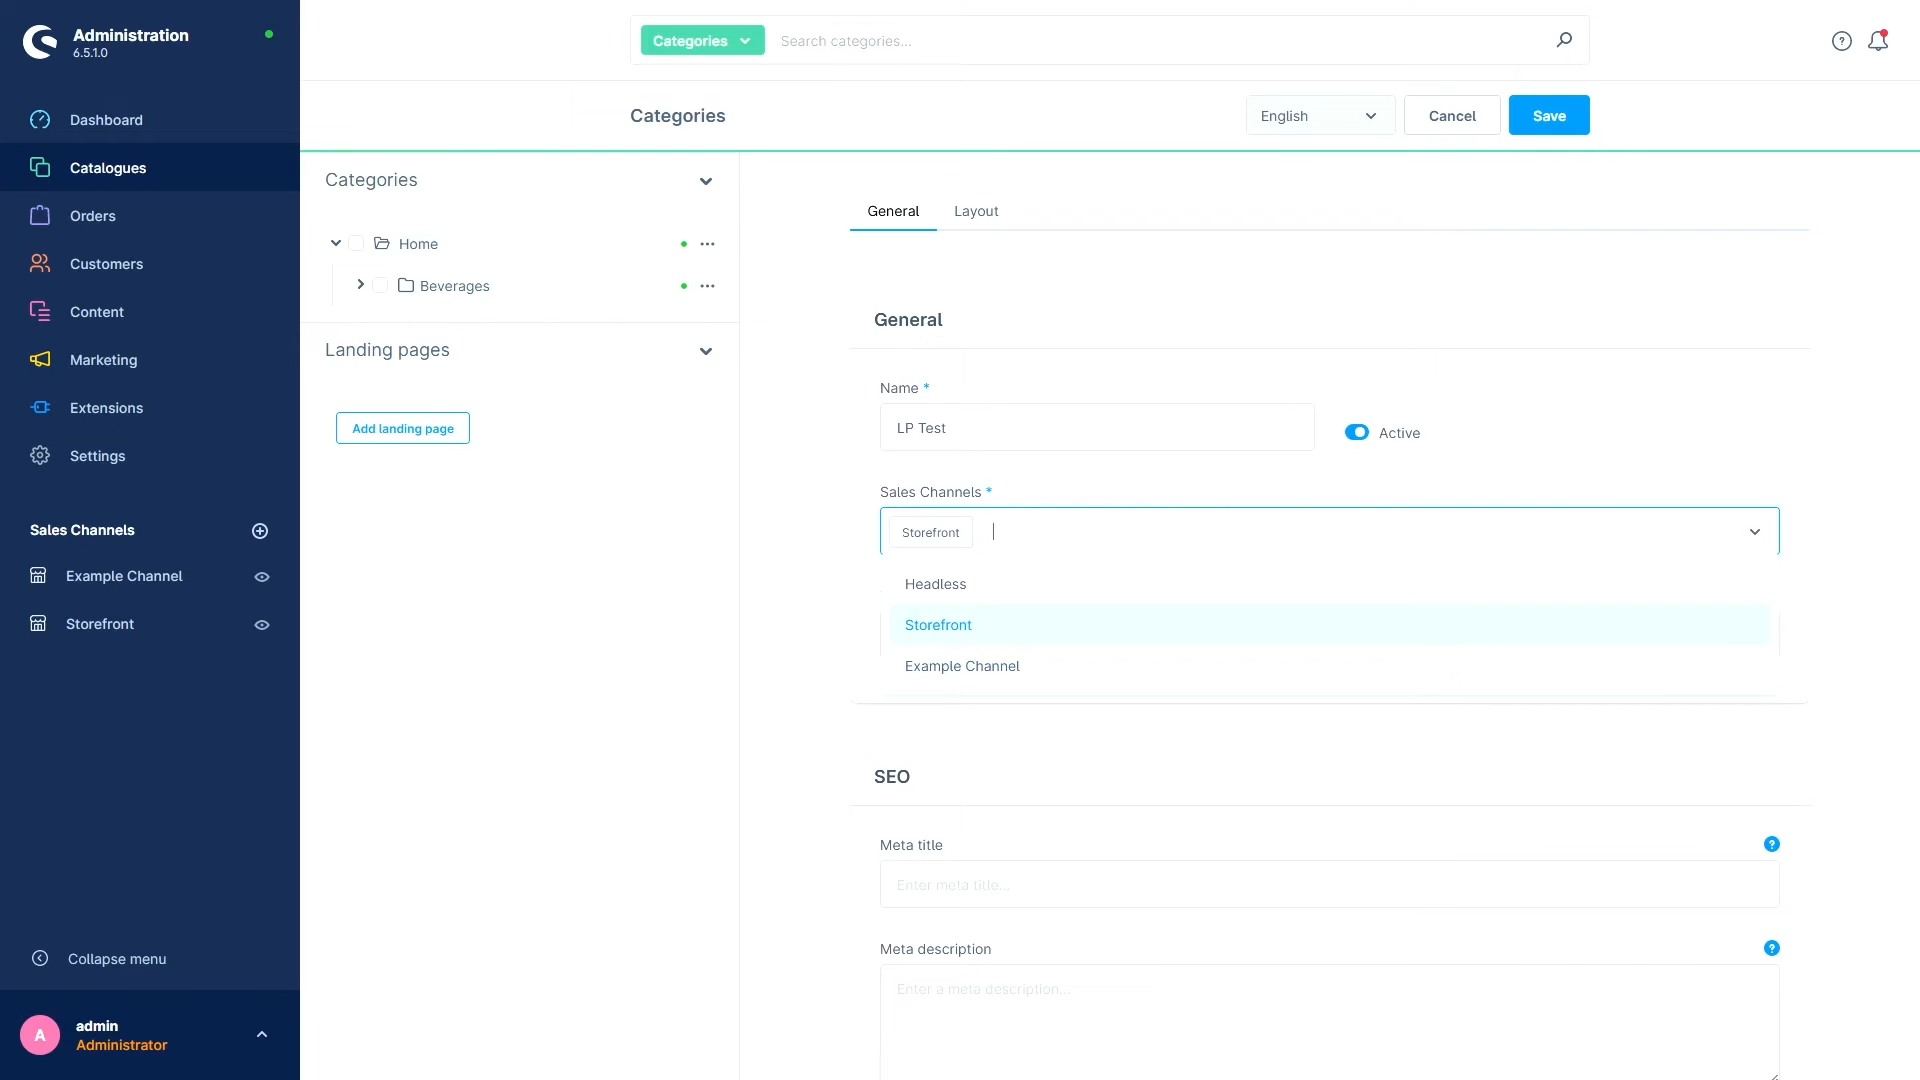 Administration
6.5.1.0
Dashboard
Catalogues
Orders
Customers
Content
Marketing
Extensions
Settings
Sales Channels
Example Channel
Storefront
Collapse menu
A
admin
Administrator
Categories
Search categories...
Categories
English
Cancel
Save
Categories
Home
Beverages
Landing pages
Add landing page
General
Layout
General
Name *
LP Test
Active
Sales Channels *
Storefront
Headless
Storefront
Example Channel
SEO
Meta title
Enter meta title...
Meta description
Enter a meta description...